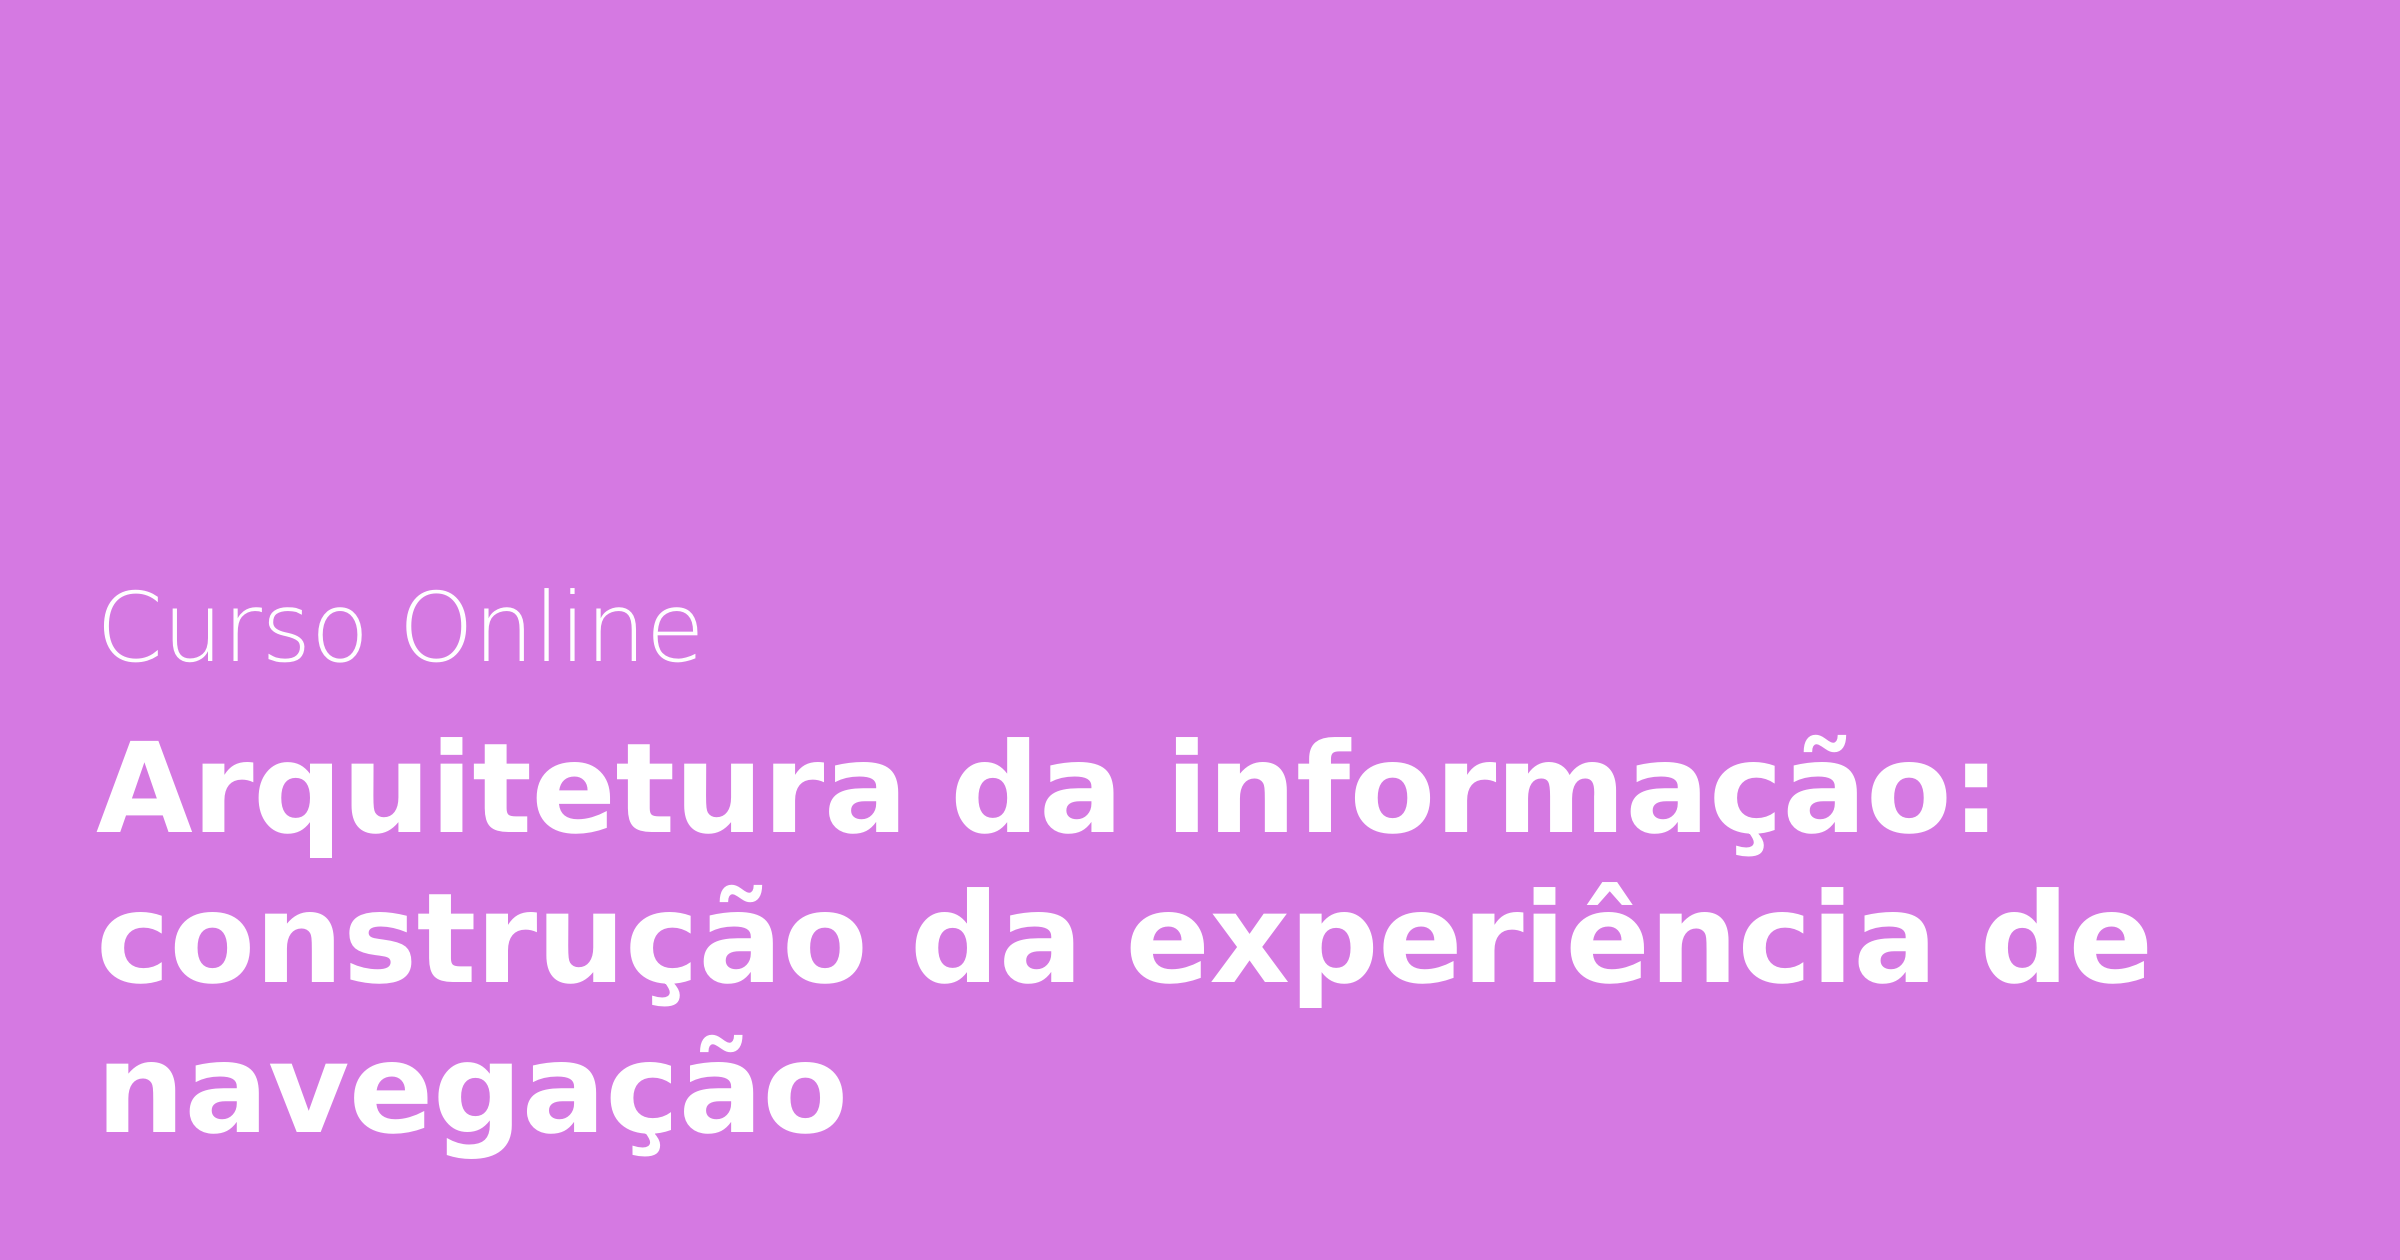 Curso Online
Arquitetura da informação:
construção da experiência de
navegação